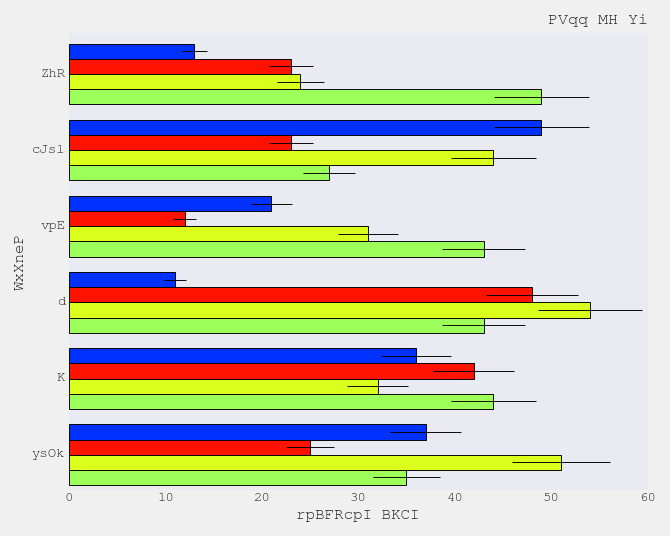 PVqq MH Yi
ZhR
cJsl
vpE
d
K
ysOk
WxXneP
0 10 20 30 40 50 60
rpBFRcpI BKCI